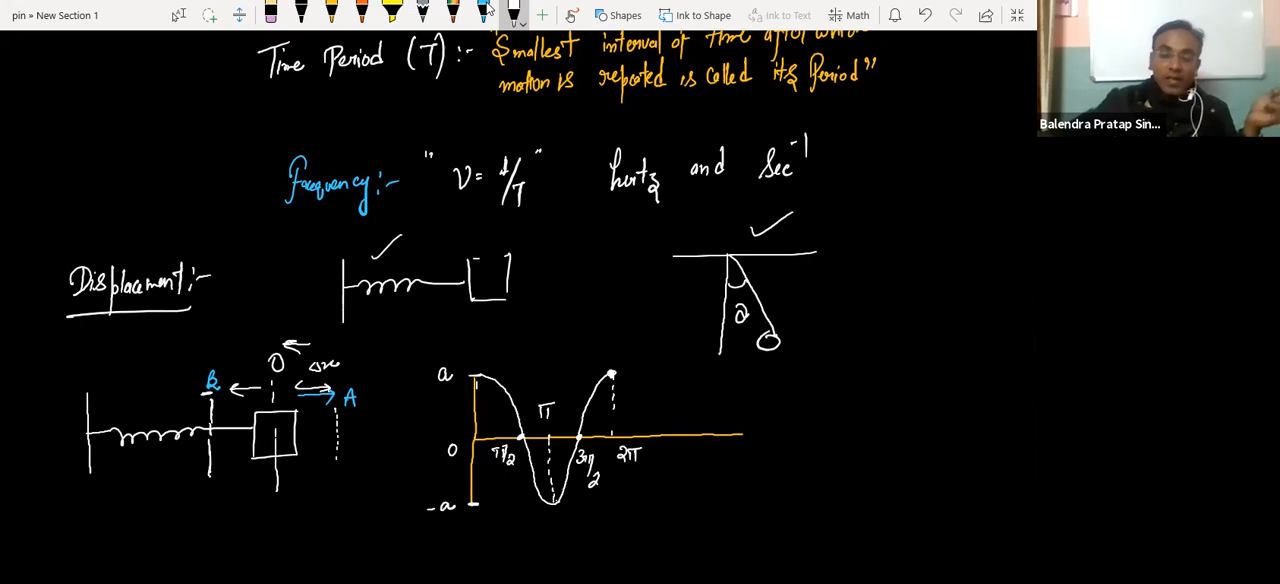 pin » New Section 1
Shapes
Ink to Shape
Ink to Text
Math
Balendra Pratap Sin...
Time Period (T) :- "Smallest interval of time after which
motion is repeated is called its Period"
Frequency :- " ν = 1/T " hertz and Sec⁻¹
Displacement :-
O
B
A
a
0
-a
π/2
π
3π/2
2π